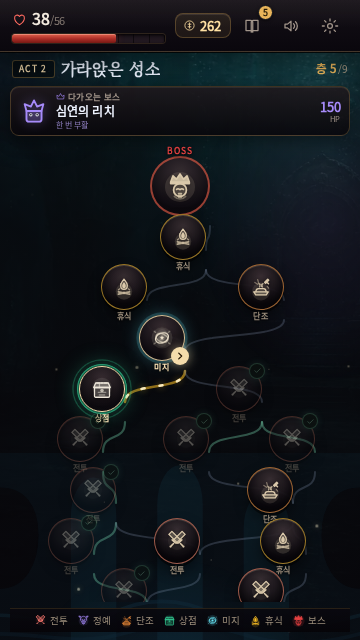 38/56
262
5
ACT 2 가라앉은 성소
층 5/9
다가오는 보스
심연의 리치
한 번 부활
150
HP
BOSS
휴식
휴식
단조
미지
상점
전투
전투
전투
전투
전투
단조
전투
전투
휴식
전투 정예 단조 상점 미지 휴식 보스